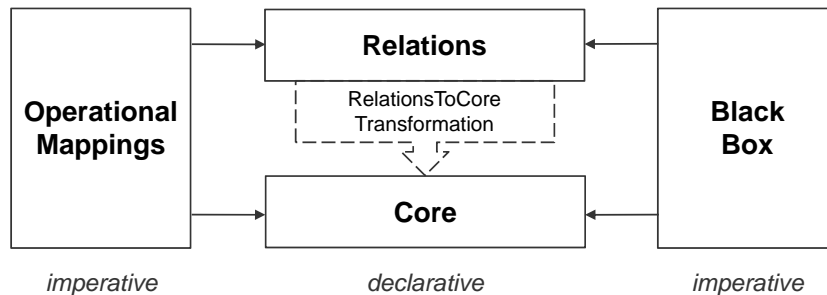 Relations
Operational
Mappings
RelationsToCore
Transformation
Black
Box
Core
imperative
declarative
imperative